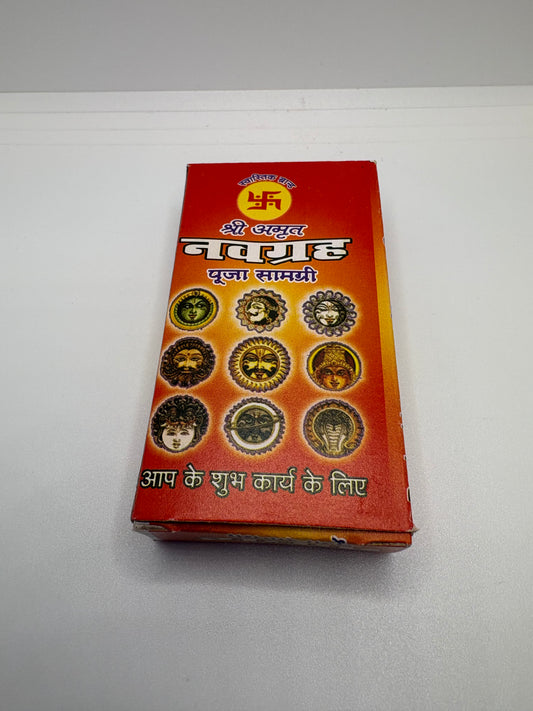 स्वास्तिक ब्रान्ड
श्री अमृत
नवग्रह
पूजा सामग्री
आप के शुभ कार्य के लिए